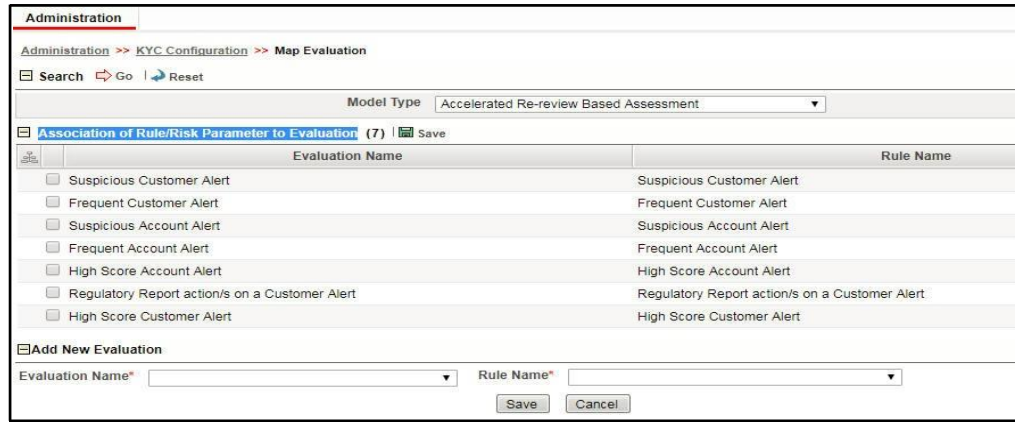 Administration
Administration >> KYC Configuration >> Map Evaluation
Search Go Reset
Model Type Accelerated Re-review Based Assessment
Association of Rule/Risk Parameter to Evaluation (7) Save
Evaluation Name Rule Name
Suspicious Customer Alert Suspicious Customer Alert
Frequent Customer Alert Frequent Customer Alert
Suspicious Account Alert Suspicious Account Alert
Frequent Account Alert Frequent Account Alert
High Score Account Alert High Score Account Alert
Regulatory Report action/s on a Customer Alert Regulatory Report action/s on a Customer Alert
High Score Customer Alert High Score Customer Alert
Add New Evaluation
Evaluation Name* Rule Name*
Save Cancel